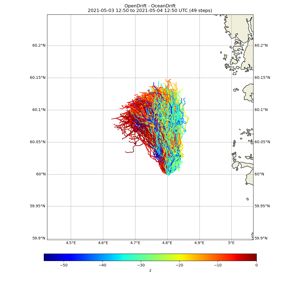 OpenDrift - OceanDrift
2021-05-03 12:50 to 2021-05-04 12:50 UTC (49 steps)
60.2°N 60.2°N
60.15°N 60.15°N
60.1°N 60.1°N
60.05°N 60.05°N
60°N 60°N
59.95°N 59.95°N
59.9°N 59.9°N
4.5°E 4.6°E 4.7°E 4.8°E 4.9°E 5°E
−50 −40 −30 −20 −10 0
z